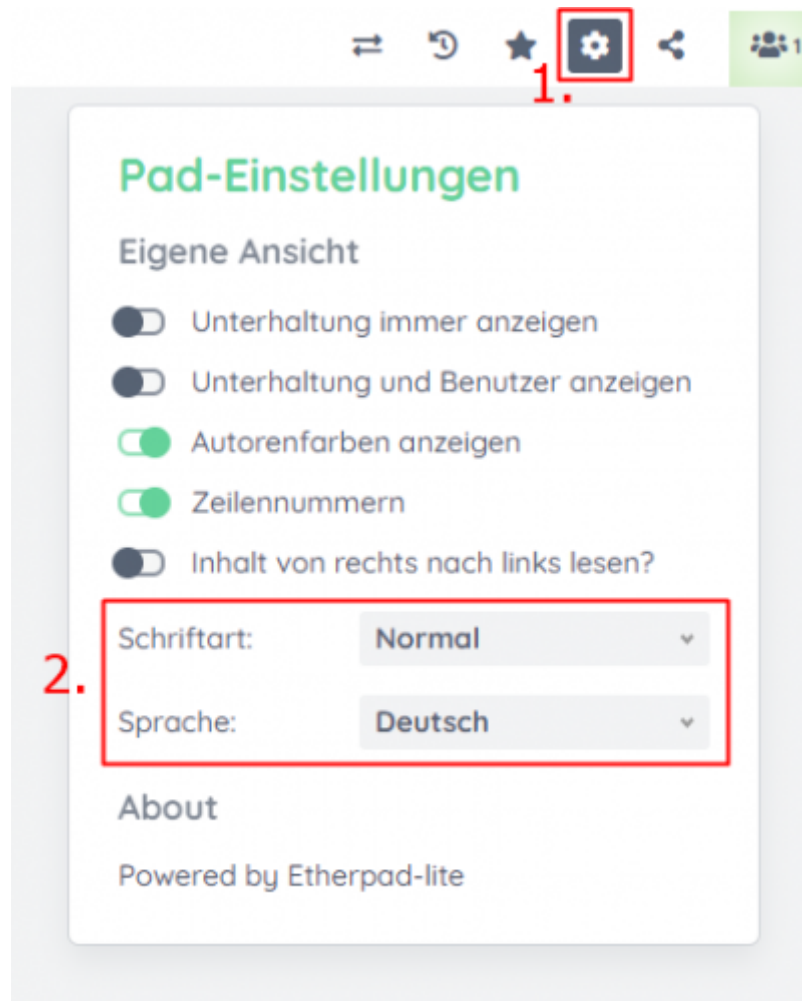 1
1.
Pad-Einstellungen
Eigene Ansicht
Unterhaltung immer anzeigen
Unterhaltung und Benutzer anzeigen
Autorenfarben anzeigen
Zeilennummern
Inhalt von rechts nach links lesen?
2.
Schriftart: Normal
Sprache: Deutsch
About
Powered by Etherpad-lite